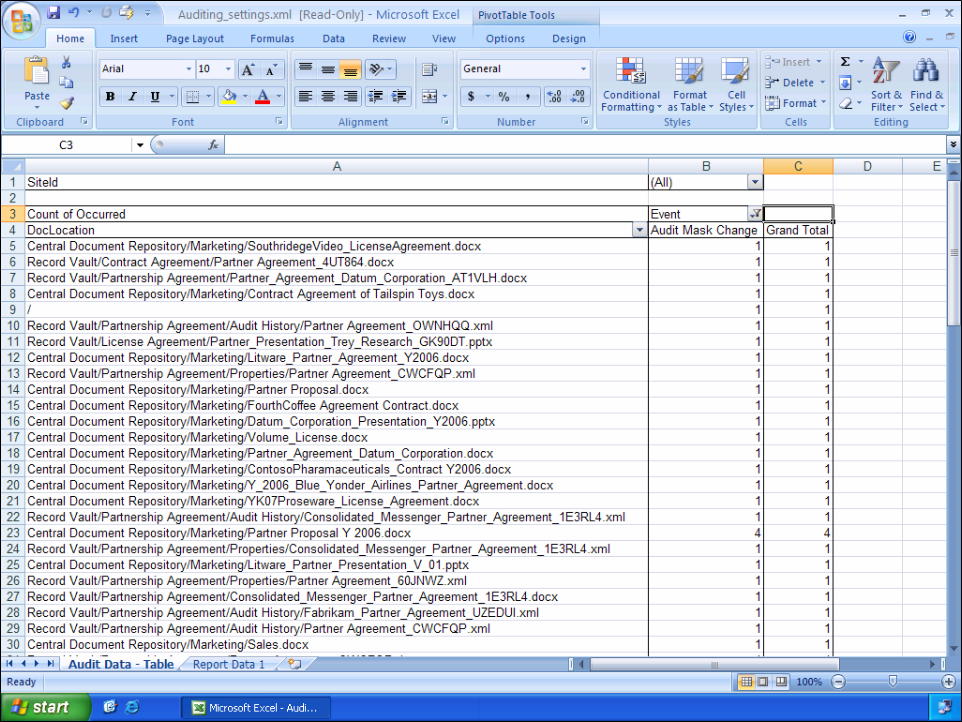 Auditing_settings.xml [Read-Only] - Microsoft Excel PivotTable Tools
Home Insert Page Layout Formulas Data Review View Options Design
Paste
Clipboard
Arial 10
B I U
Font
Alignment
General
$ % ,
Number
Conditional Formatting
Format as Table
Cell Styles
Styles
Insert
Delete
Format
Cells
Σ
Sort & Filter
Find & Select
Editing
C3 fx
A B C D E
1 SiteId (All)
2
3 Count of Occurred Event
4 DocLocation Audit Mask Change Grand Total
5 Central Document Repository/Marketing/SouthridegeVideo_LicenseAgreement.docx 1 1
6 Record Vault/Contract Agreement/Partner Agreement_4UT864.docx 1 1
7 Record Vault/Partnership Agreement/Partner_Agreement_Datum_Corporation_AT1VLH.docx 1 1
8 Central Document Repository/Marketing/Contract Agreement of Tailspin Toys.docx 1 1
9 / 1 1
10 Record Vault/Partnership Agreement/Audit History/Partner Agreement_OWNHQQ.xml 1 1
11 Record Vault/License Agreement/Partner_Presentation_Trey_Research_GK90DT.pptx 1 1
12 Central Document Repository/Marketing/Litware_Partner_Agreement_Y2006.docx 1 1
13 Record Vault/Partnership Agreement/Properties/Partner Agreement_CWCFQP.xml 1 1
14 Central Document Repository/Marketing/Partner Proposal.docx 1 1
15 Central Document Repository/Marketing/FourthCoffee Agreement Contract.docx 1 1
16 Central Document Repository/Marketing/Datum_Corporation_Presentation_Y2006.pptx 1 1
17 Central Document Repository/Marketing/Volume_License.docx 1 1
18 Central Document Repository/Marketing/Partner_Agreement_Datum_Corporation.docx 1 1
19 Central Document Repository/Marketing/ContosoPharamaceuticals_Contract Y2006.docx 1 1
20 Central Document Repository/Marketing/Y_2006_Blue_Yonder_Airlines_Partner_Agreement.docx 1 1
21 Central Document Repository/Marketing/YK07Proseware_License_Agreement.docx 1 1
22 Record Vault/Partnership Agreement/Audit History/Consolidated_Messenger_Partner_Agreement_1E3RL4.xml 1 1
23 Central Document Repository/Marketing/Partner Proposal Y 2006.docx 4 4
24 Record Vault/Partnership Agreement/Properties/Consolidated_Messenger_Partner_Agreement_1E3RL4.xml 1 1
25 Central Document Repository/Marketing/Litware_Partner_Presentation_V_01.pptx 1 1
26 Record Vault/Partnership Agreement/Properties/Partner Agreement_60JNWZ.xml 1 1
27 Record Vault/Partnership Agreement/Consolidated_Messenger_Partner_Agreement_1E3RL4.docx 1 1
28 Record Vault/Partnership Agreement/Audit History/Fabrikam_Partner_Agreement_UZEDUI.xml 1 1
29 Record Vault/Partnership Agreement/Audit History/Partner Agreement_CWCFQP.xml 1 1
30 Central Document Repository/Marketing/Sales.docx 1 1
Audit Data - Table Report Data 1
Ready 100%
start Microsoft Excel - Audi...